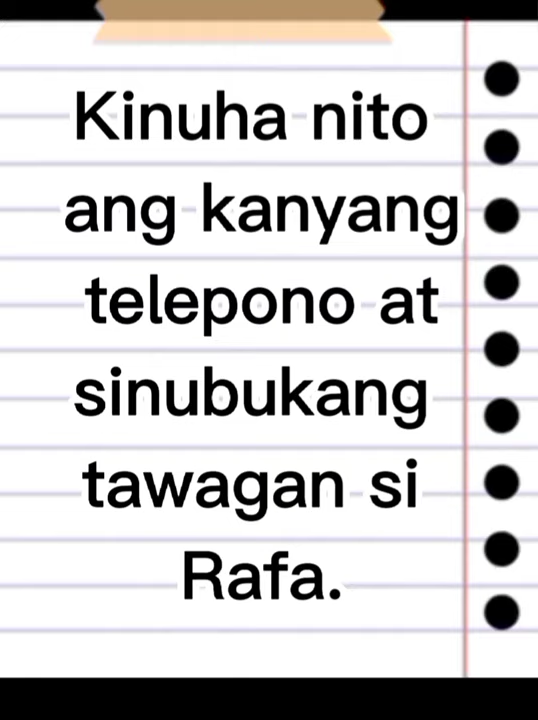 Kinuha nito
ang kanyang
telepono at
sinubukang
tawagan si
Rafa.